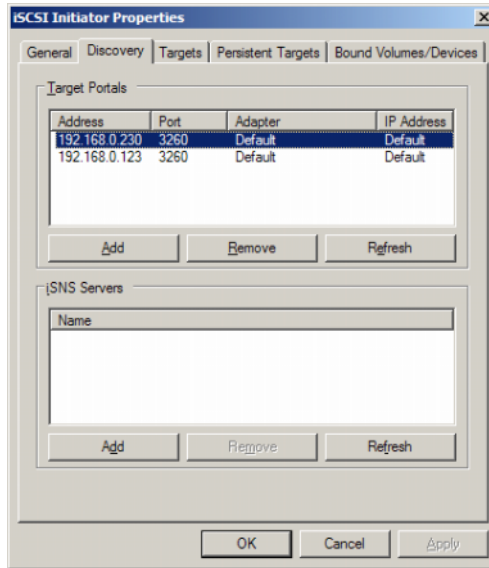 iSCSI Initiator Properties
General Discovery Targets Persistent Targets Bound Volumes/Devices
Target Portals
Address Port Adapter IP Address
192.168.0.230 3260 Default Default
192.168.0.123 3260 Default Default
Add Remove Refresh
iSNS Servers
Name
Add Remove Refresh
OK Cancel Apply